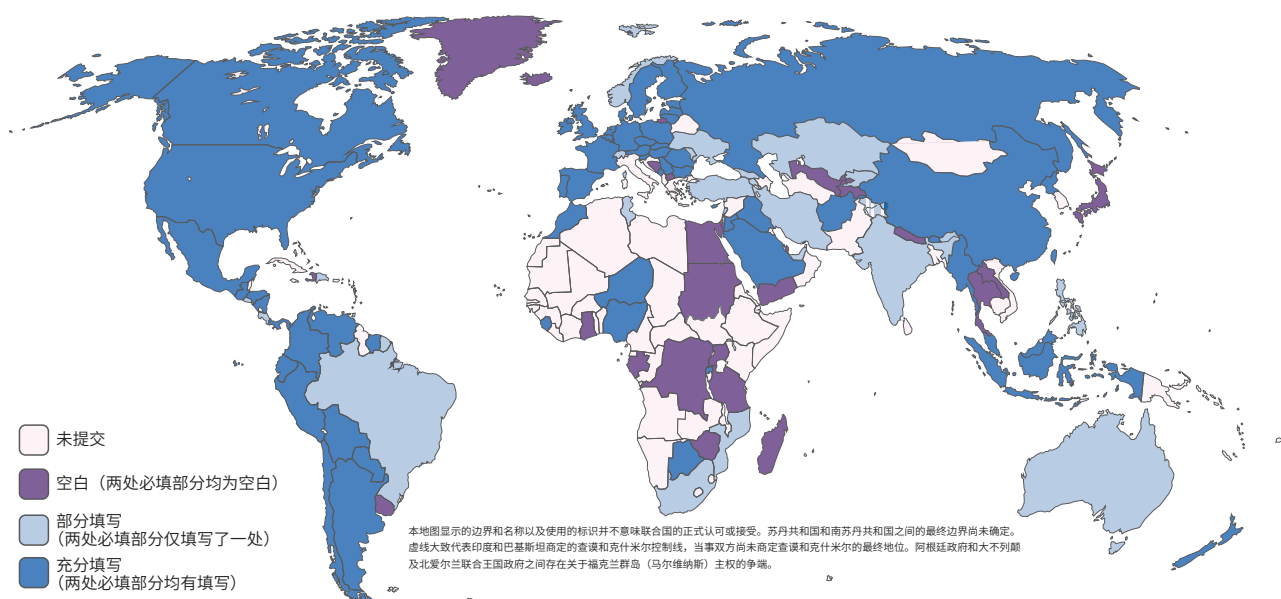 未提交
空白（两处必填部分均为空白）
部分填写
（两处必填部分仅填写了一处）
充分填写
（两处必填部分均有填写）
本地图显示的边界和名称以及使用的标识并不意味联合国的正式认可或接受。苏丹共和国和南苏丹共和国之间的最终边界尚未确定。
虚线大致代表印度和巴基斯坦商定的查谟和克什米尔控制线，当事双方尚未商定查谟和克什米尔的最终地位。阿根廷政府和大不列颠
及北爱尔兰联合王国政府之间存在关于福克兰群岛（马尔维纳斯）主权的争端。